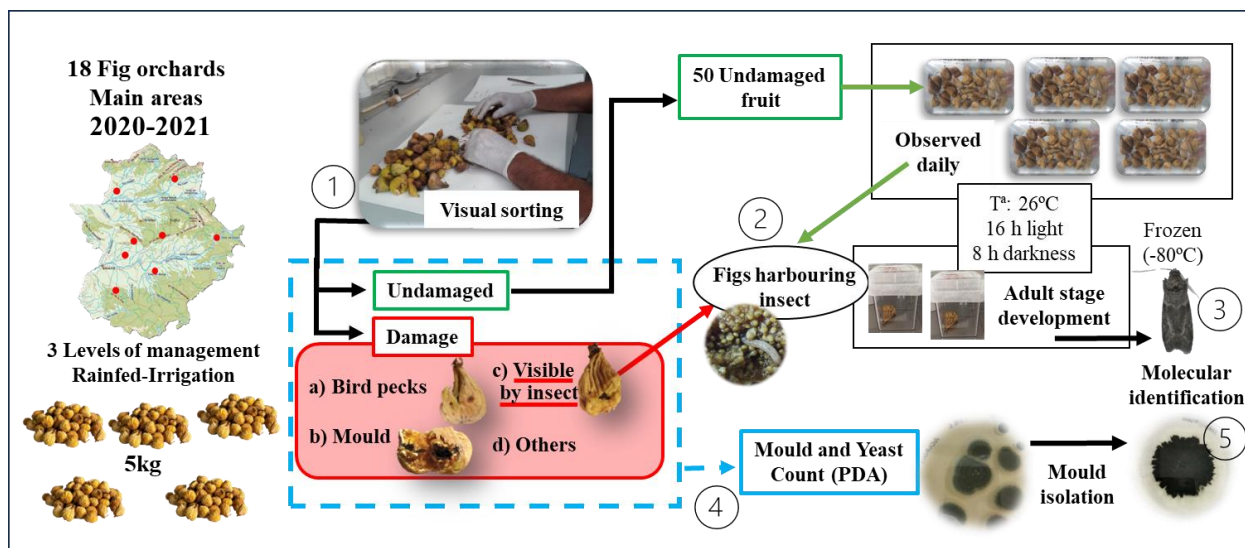 18 Fig orchards
Main areas
2020-2021
3 Levels of management
Rainfed-Irrigation
5kg
1
Visual sorting
Undamaged
Damage
a) Bird pecks
b) Mould
c) Visible
by insect
d) Others
50 Undamaged
fruit
Observed
daily
2
Figs harbouring
insect
Tª: 26ºC
16 h light
8 h darkness
Adult stage
development
Frozen
(-80ºC)
3
Molecular
identification
4
Mould and Yeast
Count (PDA)
Mould
isolation
5